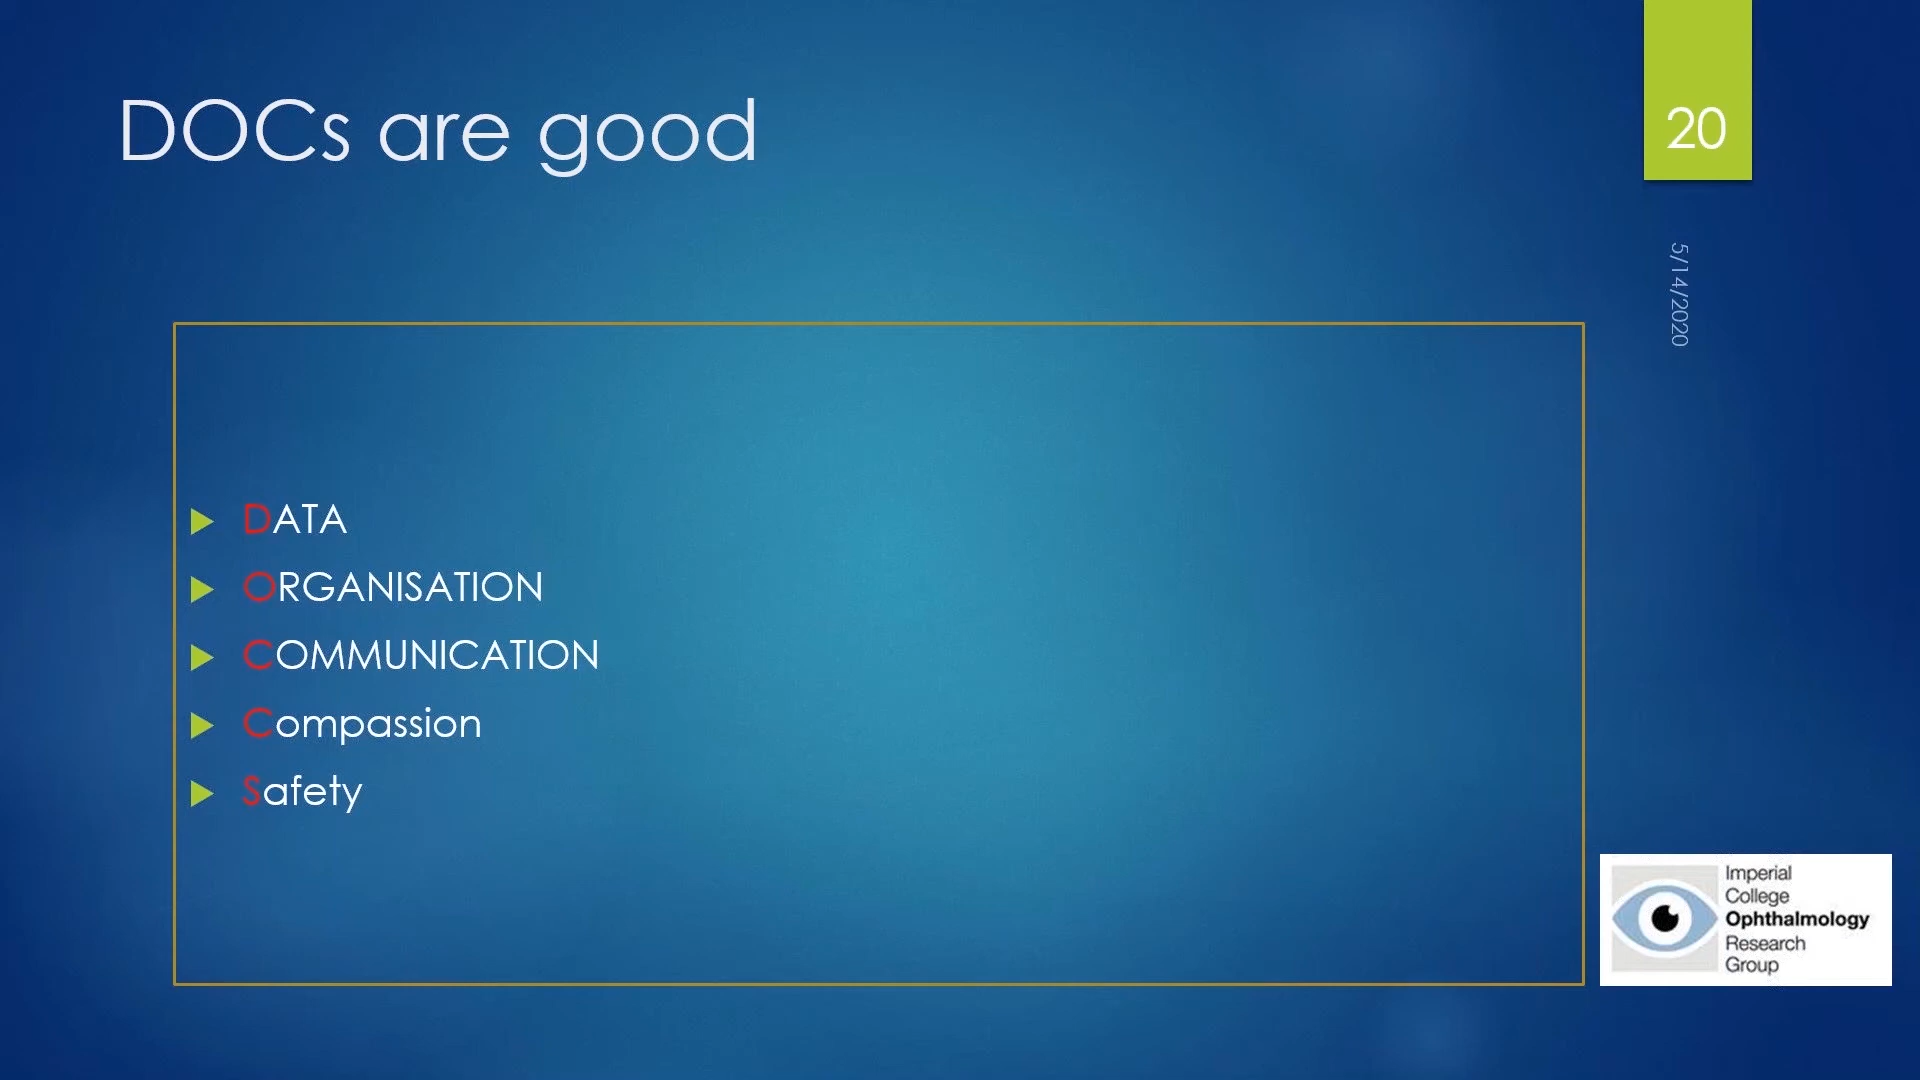 DOCs are good
20
5/14/2020
DATA
ORGANISATION
COMMUNICATION
Compassion
Safety
Imperial
College
Ophthalmology
Research
Group